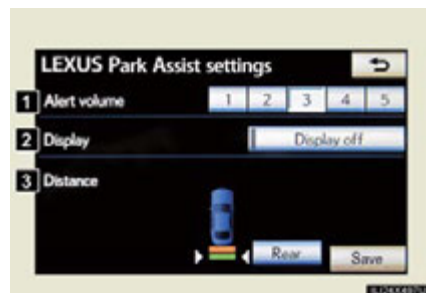 LEXUS Park Assist settings
1 Alert volume 1 2 3 4 5
2 Display Display off
3 Distance
Rear
Save